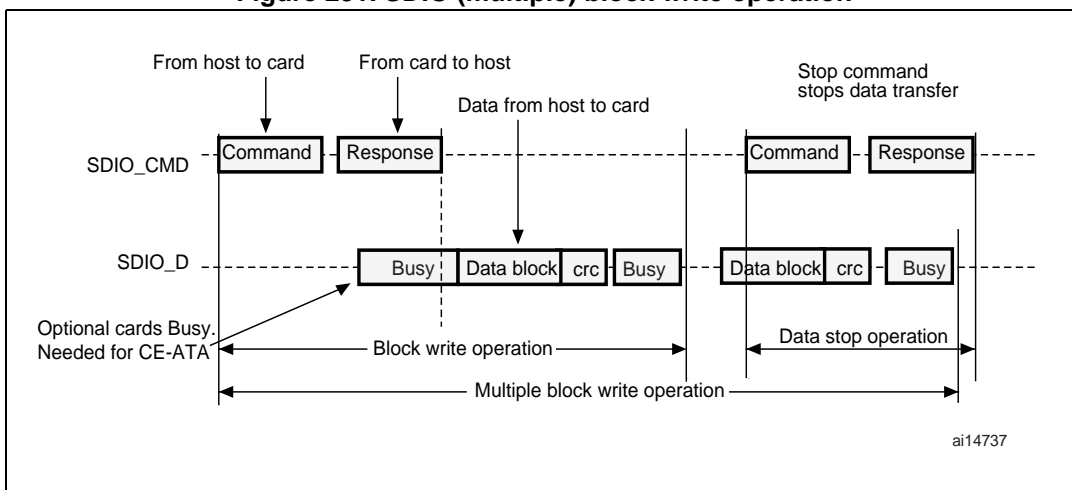 SDIO (Multiple) block write operation
From host to card
From card to host
Stop command
stops data transfer
Data from host to card
SDIO_CMD
Command
Response
Command
Response
SDIO_D
Busy
Data block
crc
Busy
Data block
crc
Busy
Optional cards Busy.
Needed for CE-ATA
Block write operation
Data stop operation
Multiple block write operation
ai14737